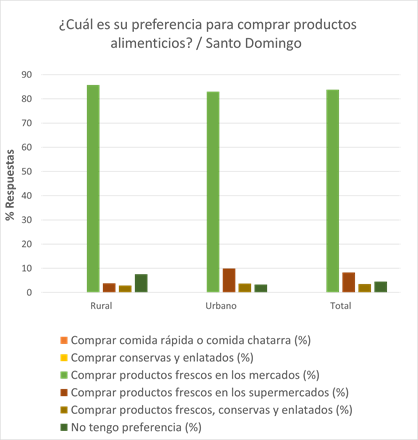 ¿Cuál es su preferencia para comprar productos
alimenticios? / Santo Domingo
90
80
70
60
50
40
30
20
10
0
% Respuestas
Rural
Urbano
Total
Comprar comida rápida o comida chatarra (%)
Comprar conservas y enlatados (%)
Comprar productos frescos en los mercados (%)
Comprar productos frescos en los supermercados (%)
Comprar productos frescos, conservas y enlatados (%)
No tengo preferencia (%)